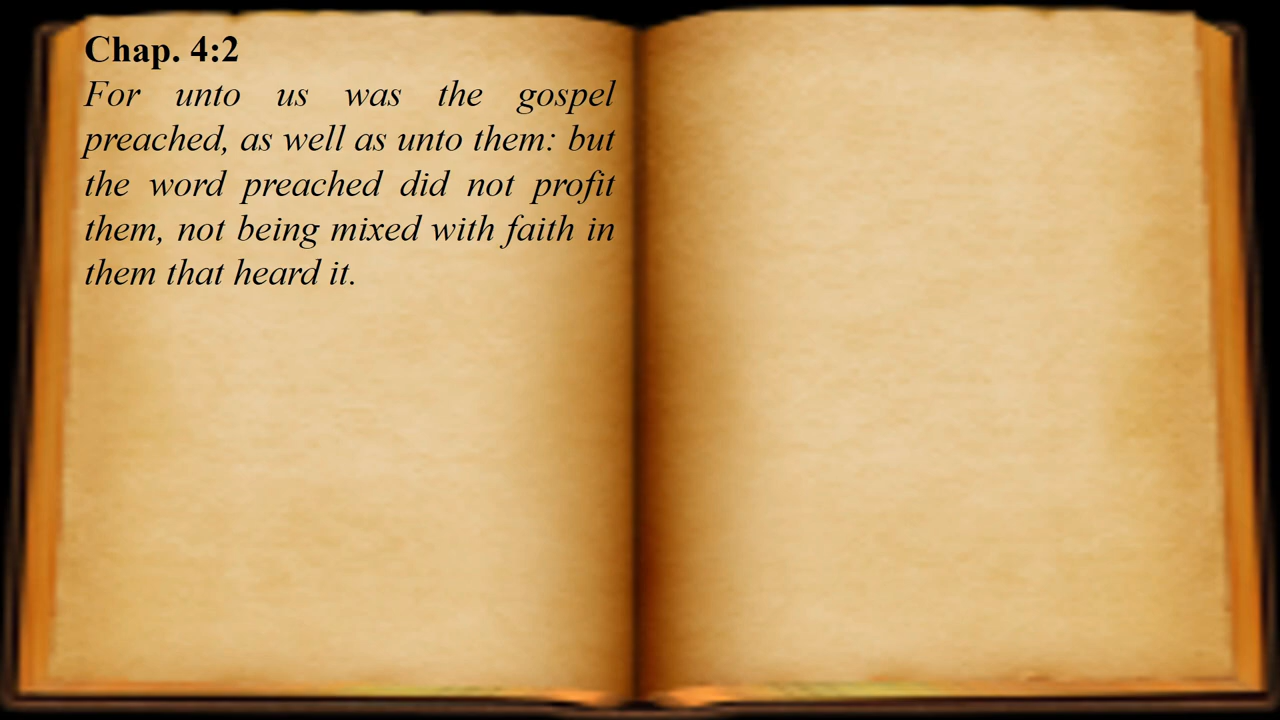 Chap. 4:2
For unto us was the gospel
preached, as well as unto them: but
the word preached did not profit
them, not being mixed with faith in
them that heard it.